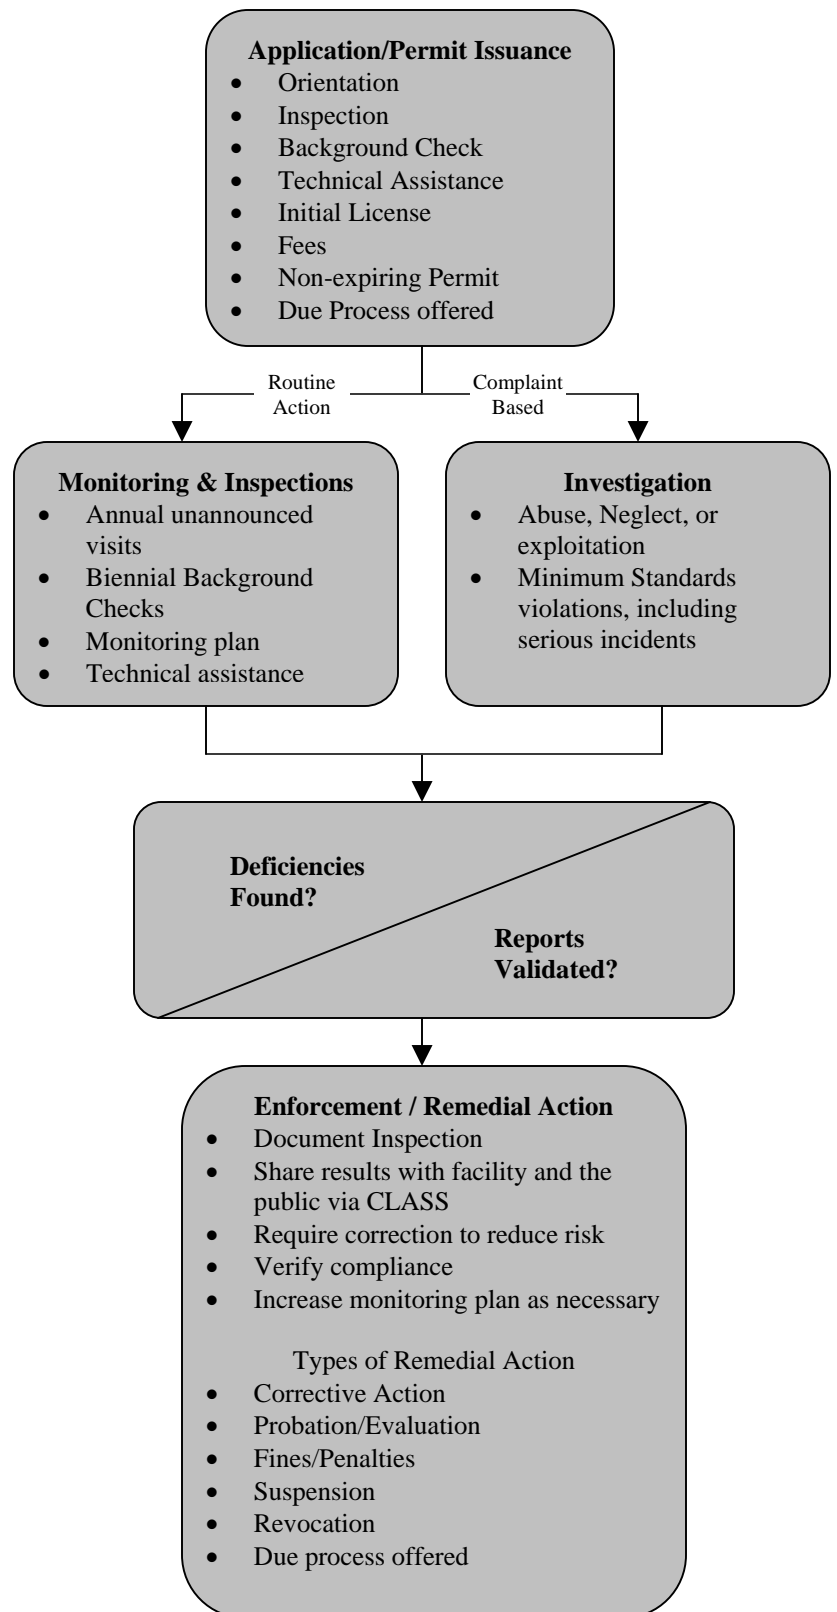 Application/Permit Issuance
• Orientation
• Inspection
• Background Check
• Technical Assistance
• Initial License
• Fees
• Non-expiring Permit
• Due Process offered
Routine
Action
Complaint
Based
Monitoring & Inspections
• Annual unannounced
visits
• Biennial Background
Checks
• Monitoring plan
• Technical assistance
Investigation
• Abuse, Neglect, or
exploitation
• Minimum Standards
violations, including
serious incidents
Deficiencies
Found?
Reports
Validated?
Enforcement / Remedial Action
• Document Inspection
• Share results with facility and the
public via CLASS
• Require correction to reduce risk
• Verify compliance
• Increase monitoring plan as necessary
Types of Remedial Action
• Corrective Action
• Probation/Evaluation
• Fines/Penalties
• Suspension
• Revocation
• Due process offered